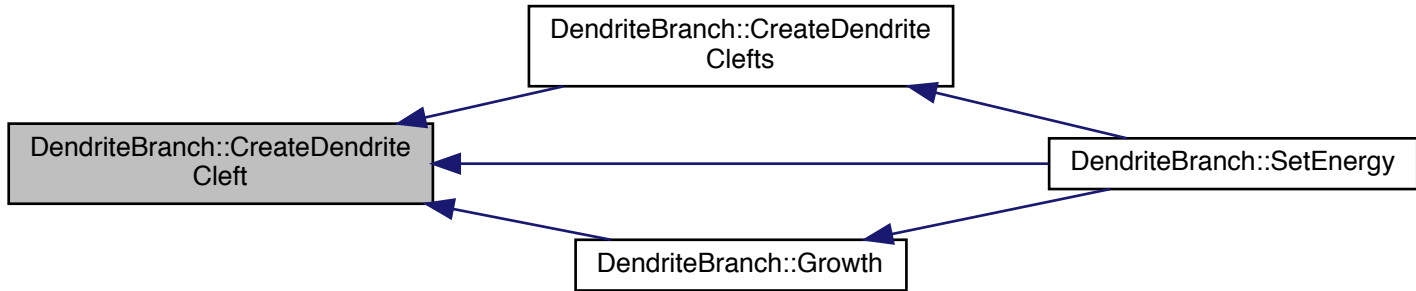 DendriteBranch::CreateDendrite
Clefts
DendriteBranch::CreateDendrite
Cleft
DendriteBranch::SetEnergy
DendriteBranch::Growth